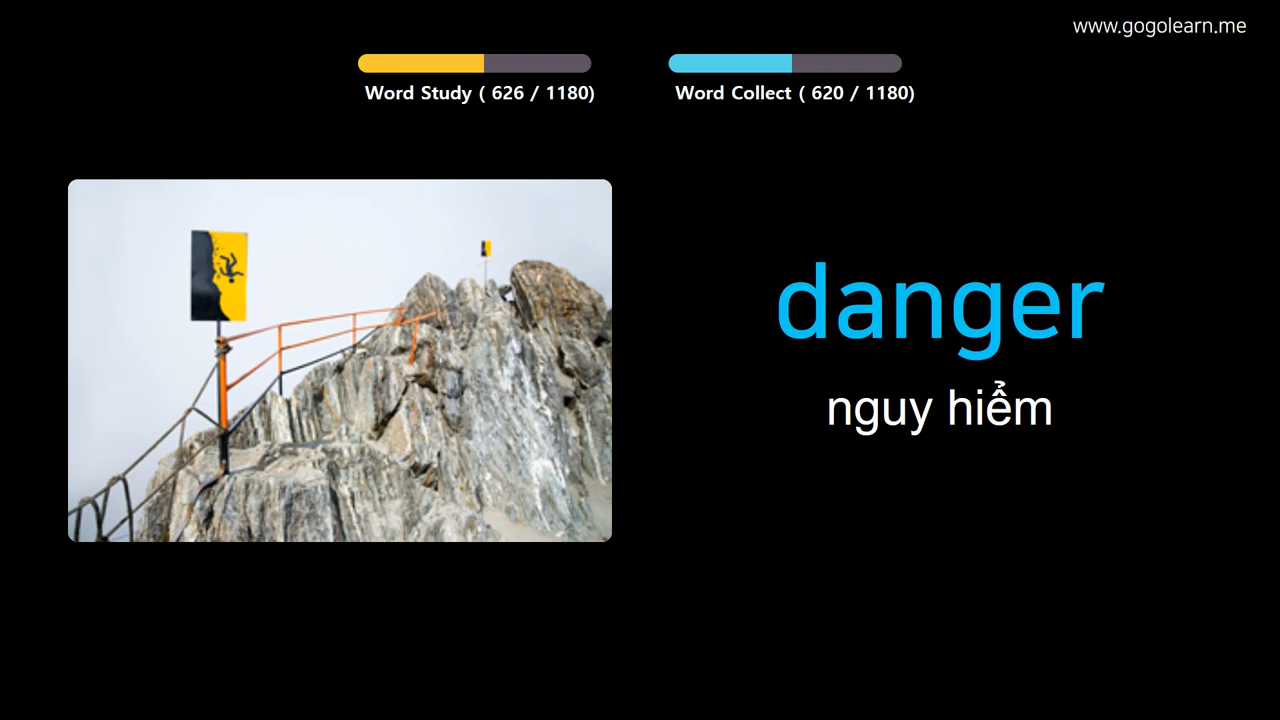 www.gogolearn.me
Word Study ( 626 / 1180)
Word Collect ( 620 / 1180)
danger
nguy hiểm